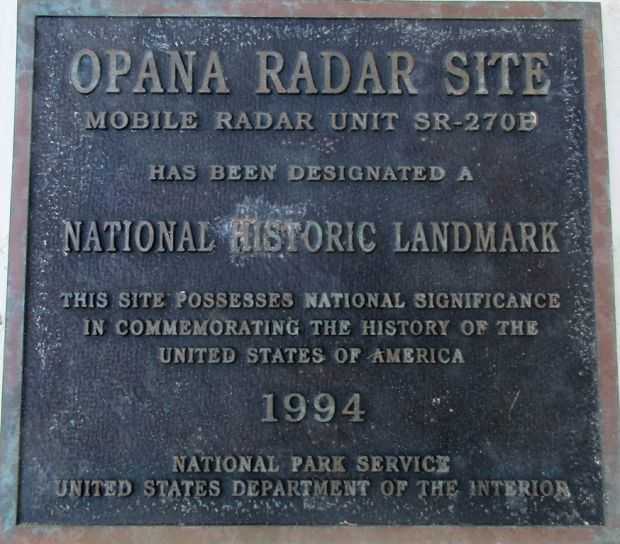 OPANA RADAR SITE
MOBILE RADAR UNIT SR-270B
HAS BEEN DESIGNATED A
NATIONAL HISTORIC LANDMARK
THIS SITE POSSESSES NATIONAL SIGNIFICANCE
IN COMMEMORATING THE HISTORY OF THE
UNITED STATES OF AMERICA
1994
NATIONAL PARK SERVICE
UNITED STATES DEPARTMENT OF THE INTERIOR